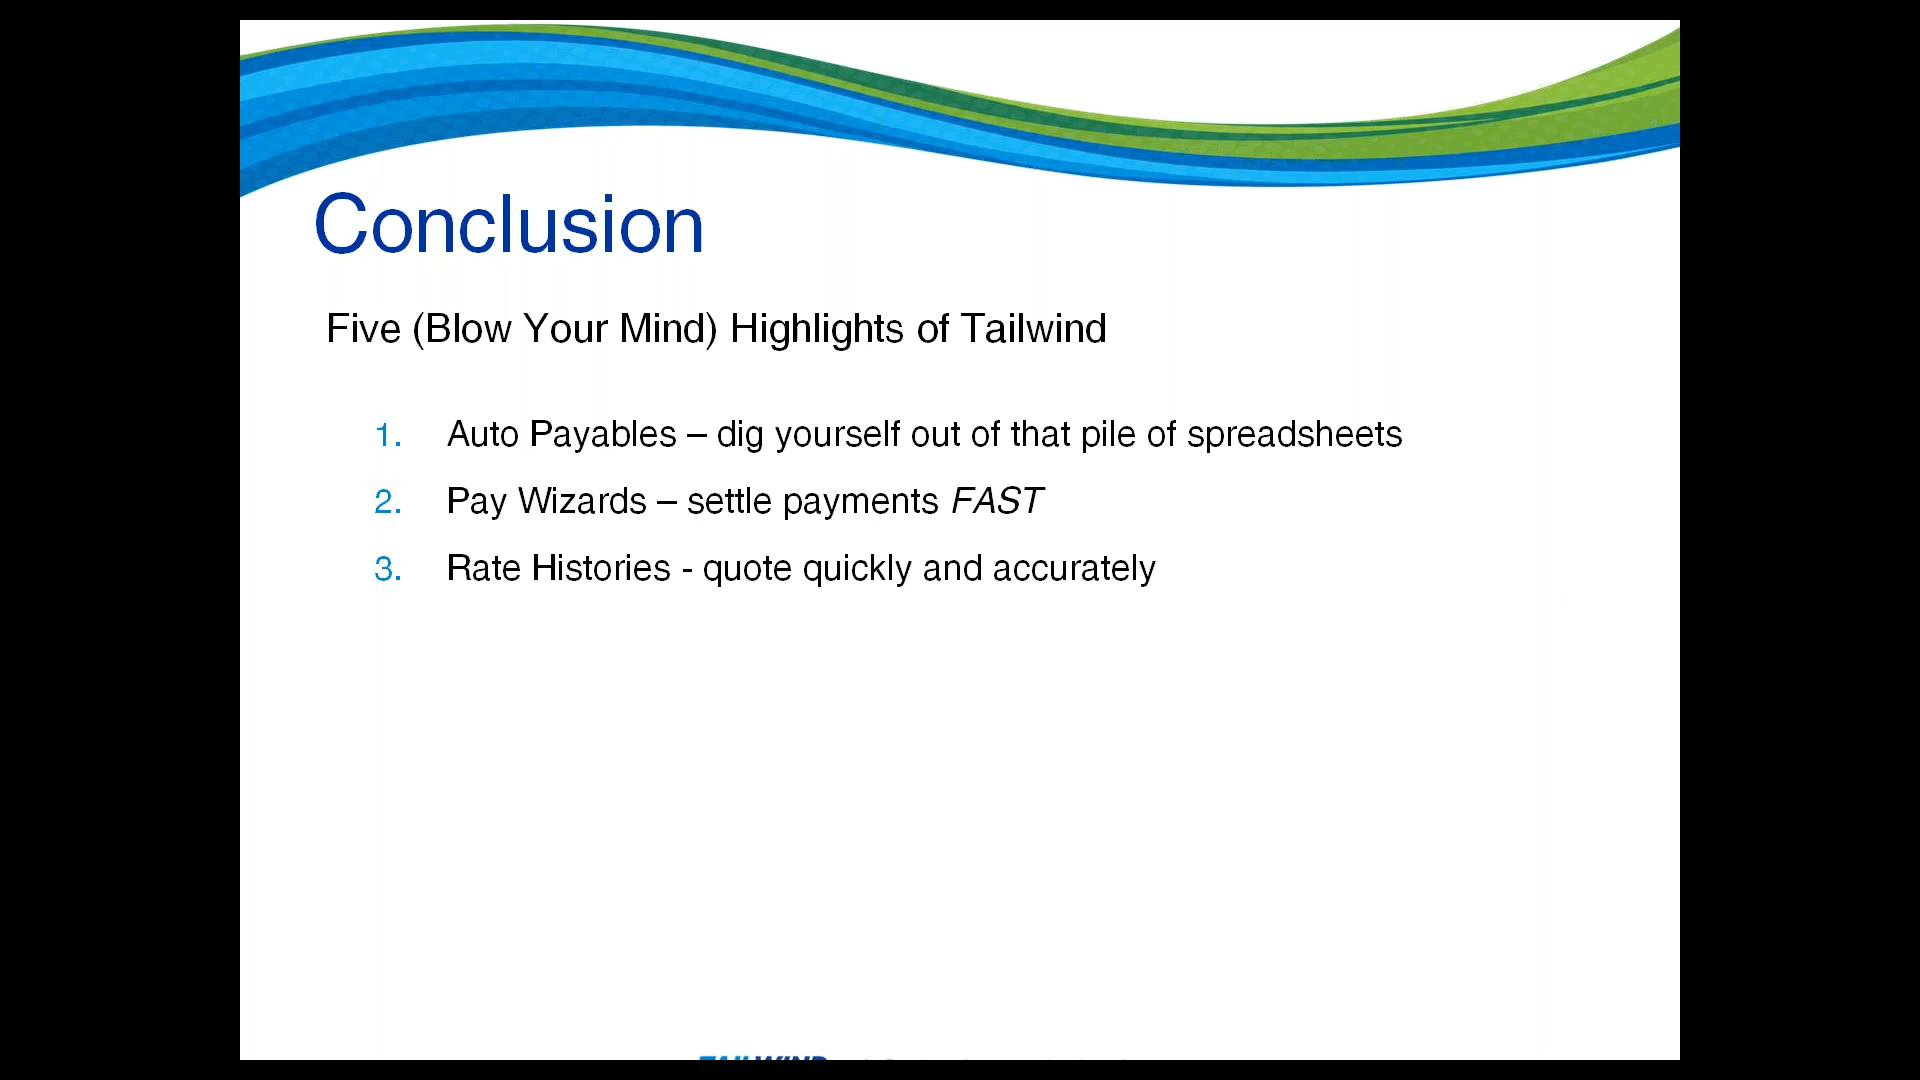 Conclusion
Five (Blow Your Mind) Highlights of Tailwind
1. Auto Payables – dig yourself out of that pile of spreadsheets
2. Pay Wizards – settle payments FAST
3. Rate Histories - quote quickly and accurately
TAILWIND